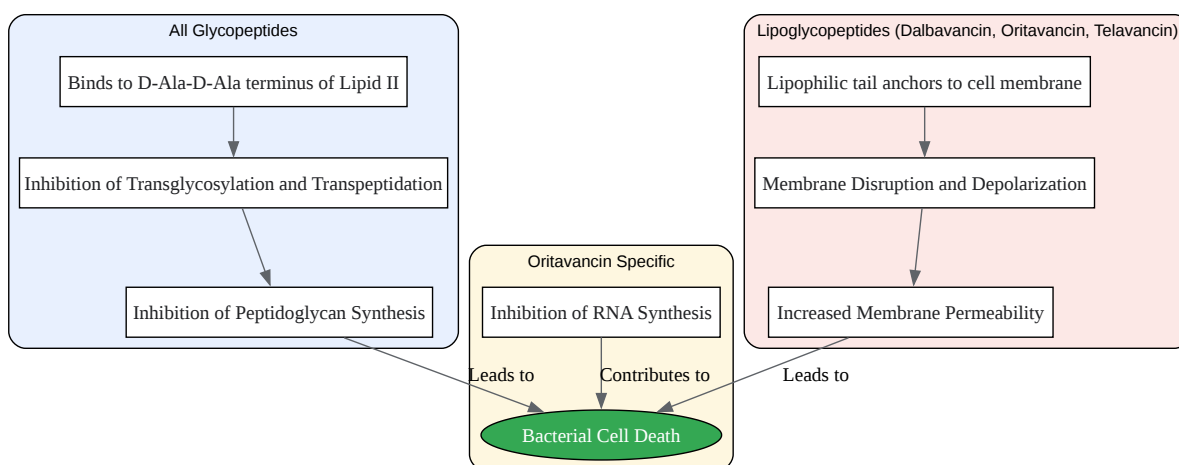 All Glycopeptides
Binds to D-Ala-D-Ala terminus of Lipid II
Inhibition of Transglycosylation and Transpeptidation
Inhibition of Peptidoglycan Synthesis
Lipoglycopeptides (Dalbavancin, Oritavancin, Telavancin)
Lipophilic tail anchors to cell membrane
Membrane Disruption and Depolarization
Increased Membrane Permeability
Oritavancin Specific
Inhibition of RNA Synthesis
Leads to
Contributes to
Leads to
Bacterial Cell Death